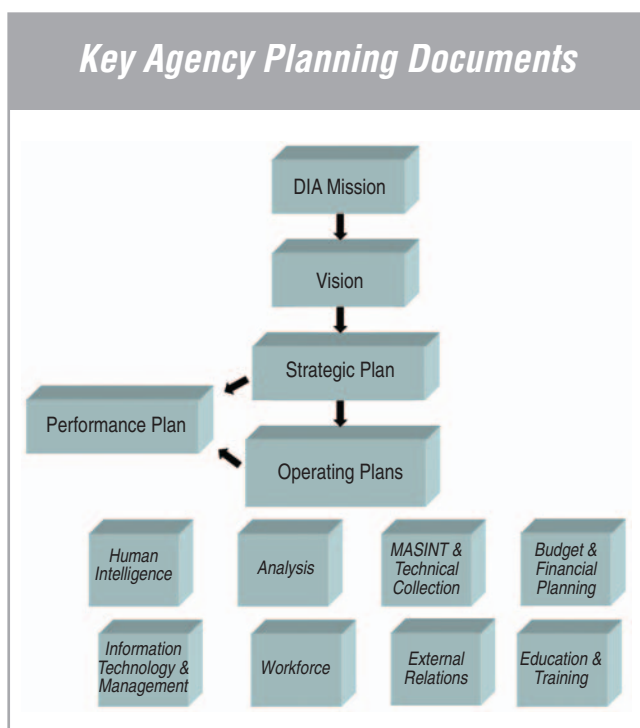 Key Agency Planning Documents
DIA Mission
Vision
Strategic Plan
Performance Plan
Operating Plans
Human
Intelligence
Analysis
MASINT &
Technical
Collection
Budget &
Financial
Planning
Information
Technology &
Management
Workforce
External
Relations
Education &
Training